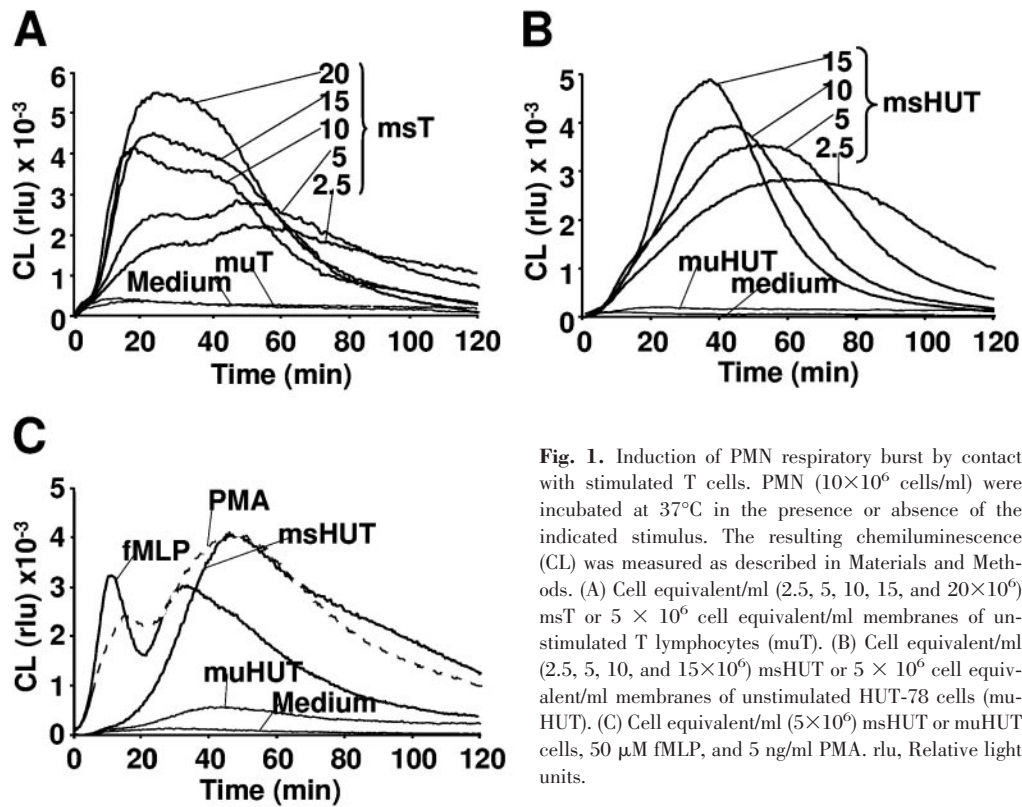 A
CL (rlu) x 10-3
6
5
4
3
2
1
0
20
15
10
5
2.5
msT
Medium
muT
0 20 40 60 80 100 120
Time (min)
B
CL (rlu) x 10-3
5
4
3
2
1
0
15
10
5
2.5
msHUT
muHUT
medium
0 20 40 60 80 100 120
Time (min)
C
CL (rlu) x10-3
5
4
3
2
1
0
fMLP
PMA
msHUT
muHUT
Medium
0 20 40 60 80 100 120
Time (min)
Fig. 1. Induction of PMN respiratory burst by contact
with stimulated T cells. PMN (10×10⁶ cells/ml) were
incubated at 37°C in the presence or absence of the
indicated stimulus. The resulting chemiluminescence
(CL) was measured as described in Materials and Meth-
ods. (A) Cell equivalent/ml (2.5, 5, 10, 15, and 20×10⁶)
msT or 5 × 10⁶ cell equivalent/ml membranes of un-
stimulated T lymphocytes (muT). (B) Cell equivalent/ml
(2.5, 5, 10, and 15×10⁶) msHUT or 5 × 10⁶ cell equiv-
alent/ml membranes of unstimulated HUT-78 cells (mu-
HUT). (C) Cell equivalent/ml (5×10⁶) msHUT or muHUT
cells, 50 μM fMLP, and 5 ng/ml PMA. rlu, Relative light
units.